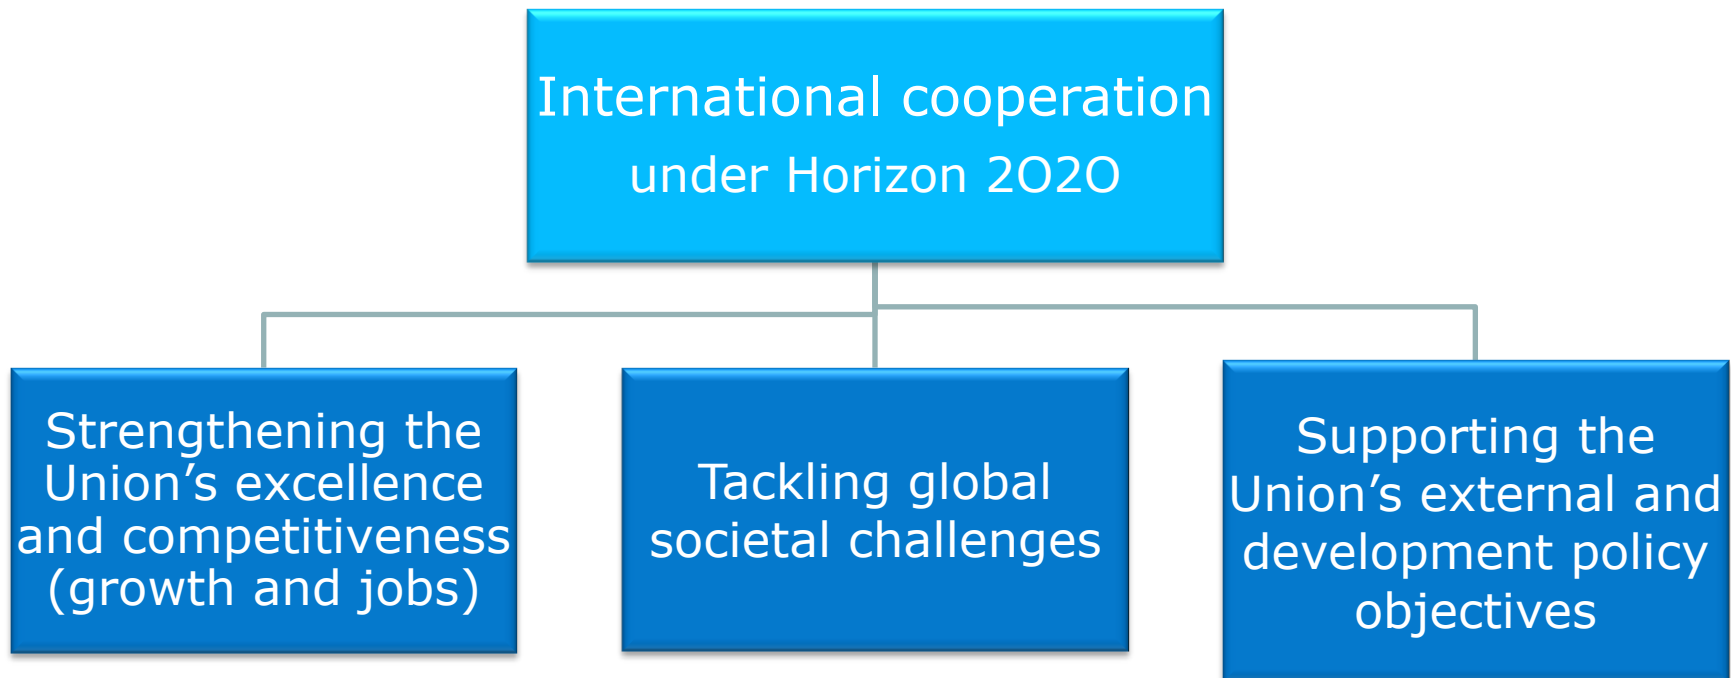 International cooperation
under Horizon 2O2O
Strengthening the
Union’s excellence
and competitiveness
(growth and jobs)
Tackling global
societal challenges
Supporting the
Union’s external and
development policy
objectives